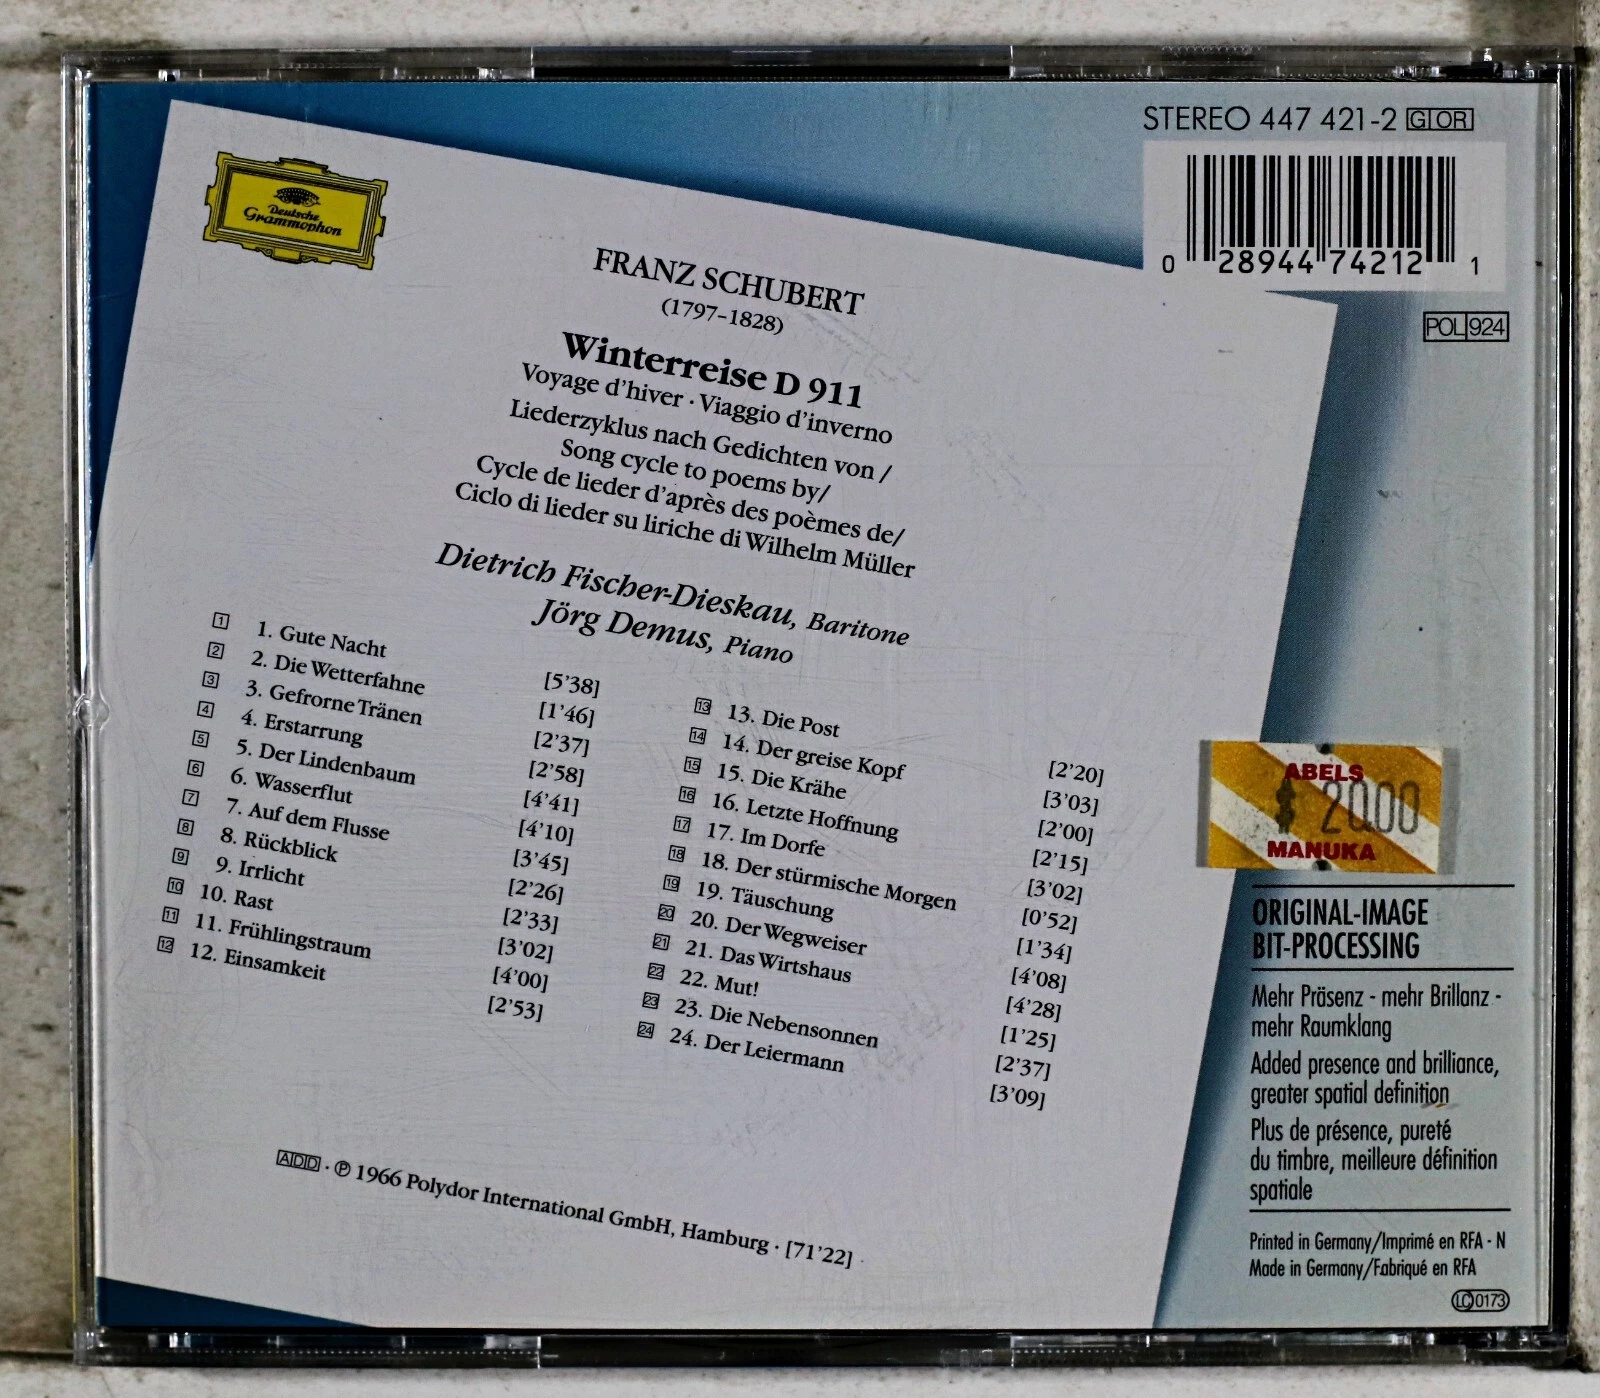 STEREO 447 421-2 GIOR
0 28944 74212 1
POL 924
Deutsche
Grammophon
FRANZ SCHUBERT
(1797–1828)
Winterreise D 911
Voyage d'hiver · Viaggio d'inverno
Liederzyklus nach Gedichten von /
Song cycle to poems by/
Cycle de lieder d'après des poèmes de/
Ciclo di lieder su liriche di Wilhelm Müller
Dietrich Fischer-Dieskau, Baritone
Jörg Demus, Piano
1 1. Gute Nacht [5'38]
2 2. Die Wetterfahne [1'46]
3 3. Gefrorne Tränen [2'37]
4 4. Erstarrung [2'58]
5 5. Der Lindenbaum [4'41]
6 6. Wasserflut [4'10]
7 7. Auf dem Flusse [3'45]
8 8. Rückblick [2'26]
9 9. Irrlicht [2'33]
10 10. Rast [3'02]
11 11. Frühlingstraum [4'00]
12 12. Einsamkeit [2'53]
13 13. Die Post [2'20]
14 14. Der greise Kopf [3'03]
15 15. Die Krähe [2'00]
16 16. Letzte Hoffnung [2'15]
17 17. Im Dorfe [3'02]
18 18. Der stürmische Morgen [0'52]
19 19. Täuschung [1'34]
20 20. Der Wegweiser [4'08]
21 21. Das Wirtshaus [4'28]
22 22. Mut! [1'25]
23 23. Die Nebensonnen [2'37]
24 24. Der Leiermann [3'09]
ADD · ℗ 1966 Polydor International GmbH, Hamburg · [71'22]
ABELS
$ 20.00
MANUKA
ORIGINAL-IMAGE
BIT-PROCESSING
Mehr Präsenz - mehr Brillanz -
mehr Raumklang
Added presence and brilliance,
greater spatial definition
Plus de présence, pureté
du timbre, meilleure définition
spatiale
Printed in Germany/Imprimé en RFA - N
Made in Germany/Fabriqué en RFA
LC 0173